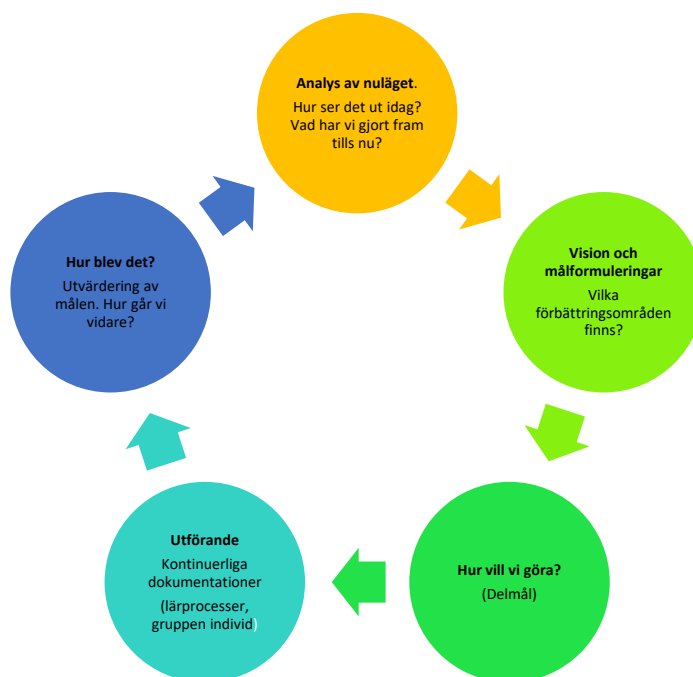 Analys av nuläget.
Hur ser det ut idag?
Vad har vi gjort fram
tills nu?
Vision och
målformuleringar
Vilka
förbättringsområden
finns?
Hur vill vi göra?
(Delmål)
Utförande
Kontinuerliga
dokumentationer
(lärprocesser,
gruppen individ)
Hur blev det?
Utvärdering av
målen. Hur går vi
vidare?